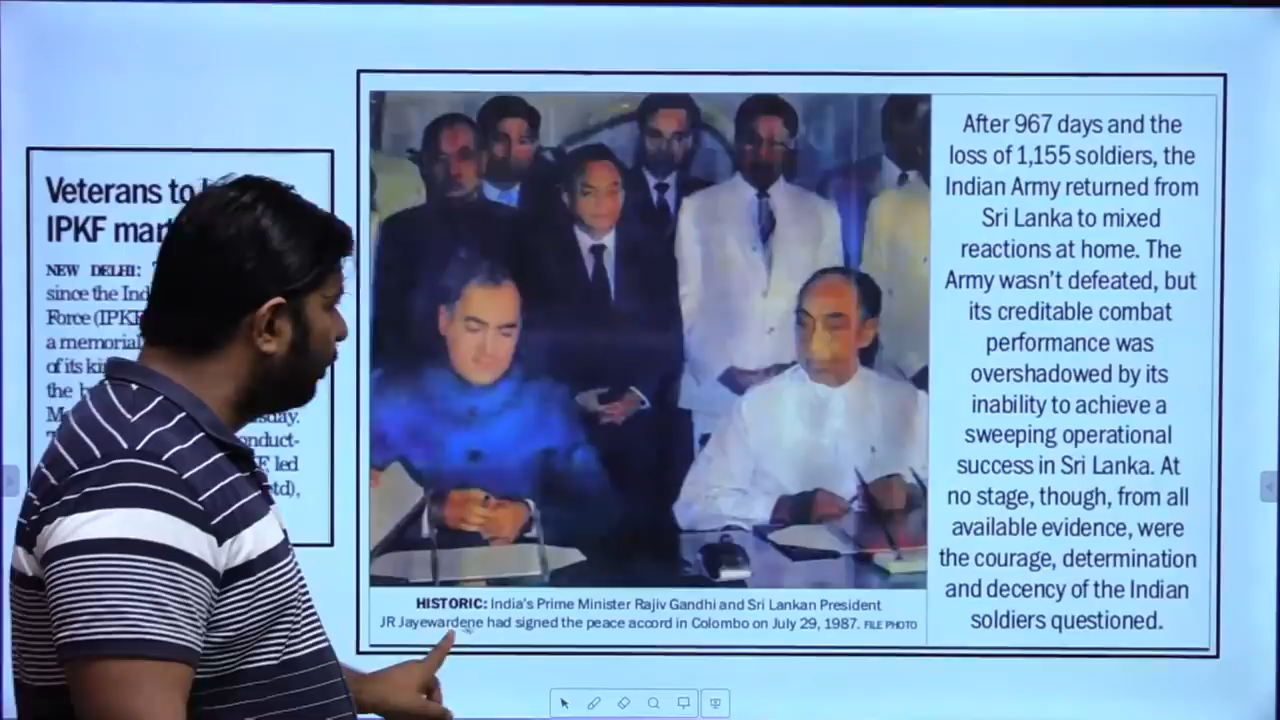 Veterans to
IPKF mar
NEW DELHI:
since the Ind
Force (IPKF
a memorial
of its ki
the b
M sday.
onduct-
F, led
etd),
HISTORIC: India's Prime Minister Rajiv Gandhi and Sri Lankan President
JR Jayewardene had signed the peace accord in Colombo on July 29, 1987. FILE PHOTO
After 967 days and the
loss of 1,155 soldiers, the
Indian Army returned from
Sri Lanka to mixed
reactions at home. The
Army wasn't defeated, but
its creditable combat
performance was
overshadowed by its
inability to achieve a
sweeping operational
success in Sri Lanka. At
no stage, though, from all
available evidence, were
the courage, determination
and decency of the Indian
soldiers questioned.